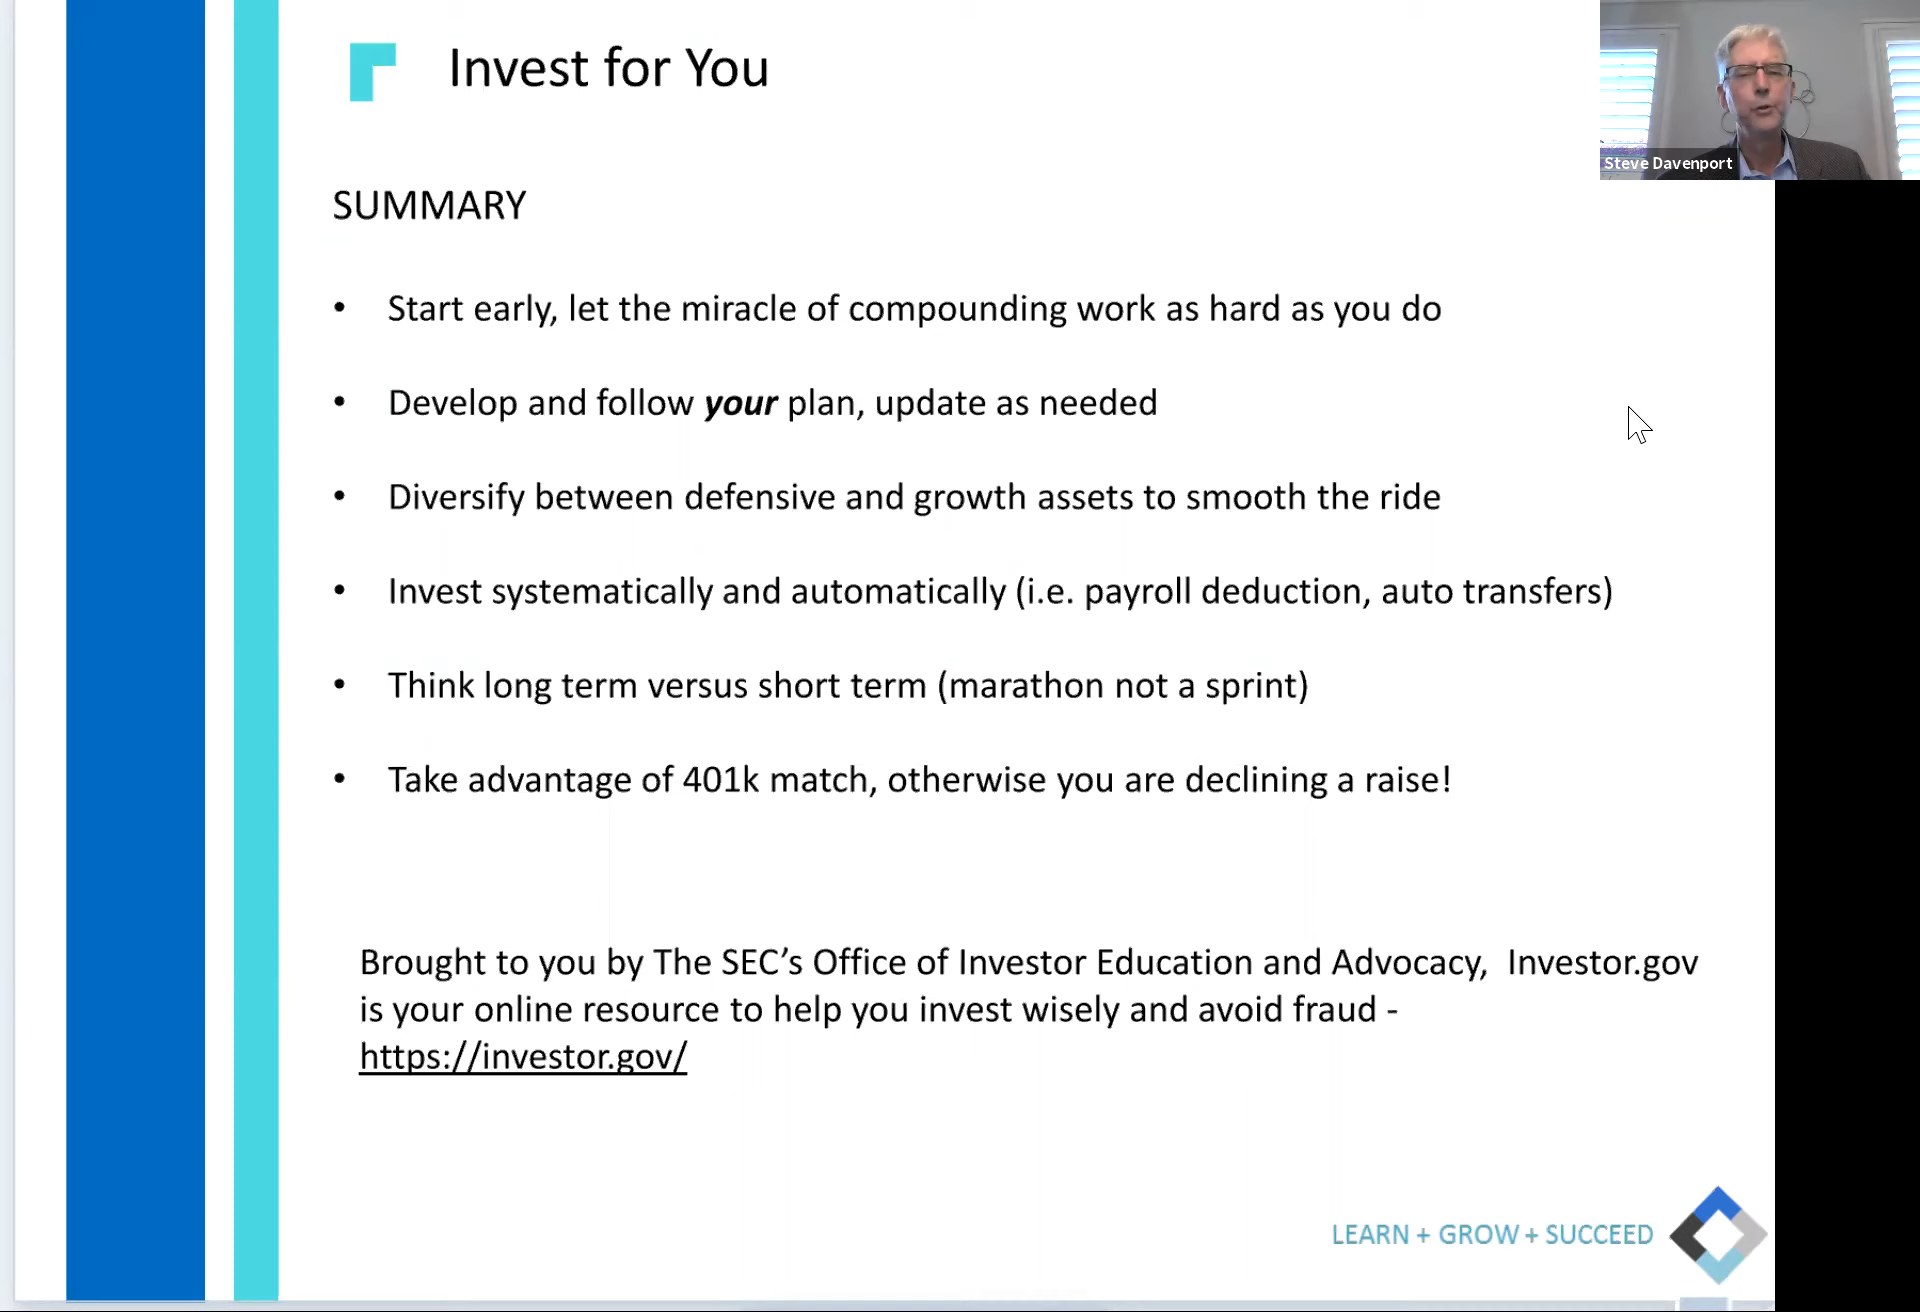 Invest for You
Steve Davenport
SUMMARY
• Start early, let the miracle of compounding work as hard as you do
• Develop and follow your plan, update as needed
• Diversify between defensive and growth assets to smooth the ride
• Invest systematically and automatically (i.e. payroll deduction, auto transfers)
• Think long term versus short term (marathon not a sprint)
• Take advantage of 401k match, otherwise you are declining a raise!
Brought to you by The SEC’s Office of Investor Education and Advocacy,  Investor.gov
is your online resource to help you invest wisely and avoid fraud -
https://investor.gov/
LEARN + GROW + SUCCEED